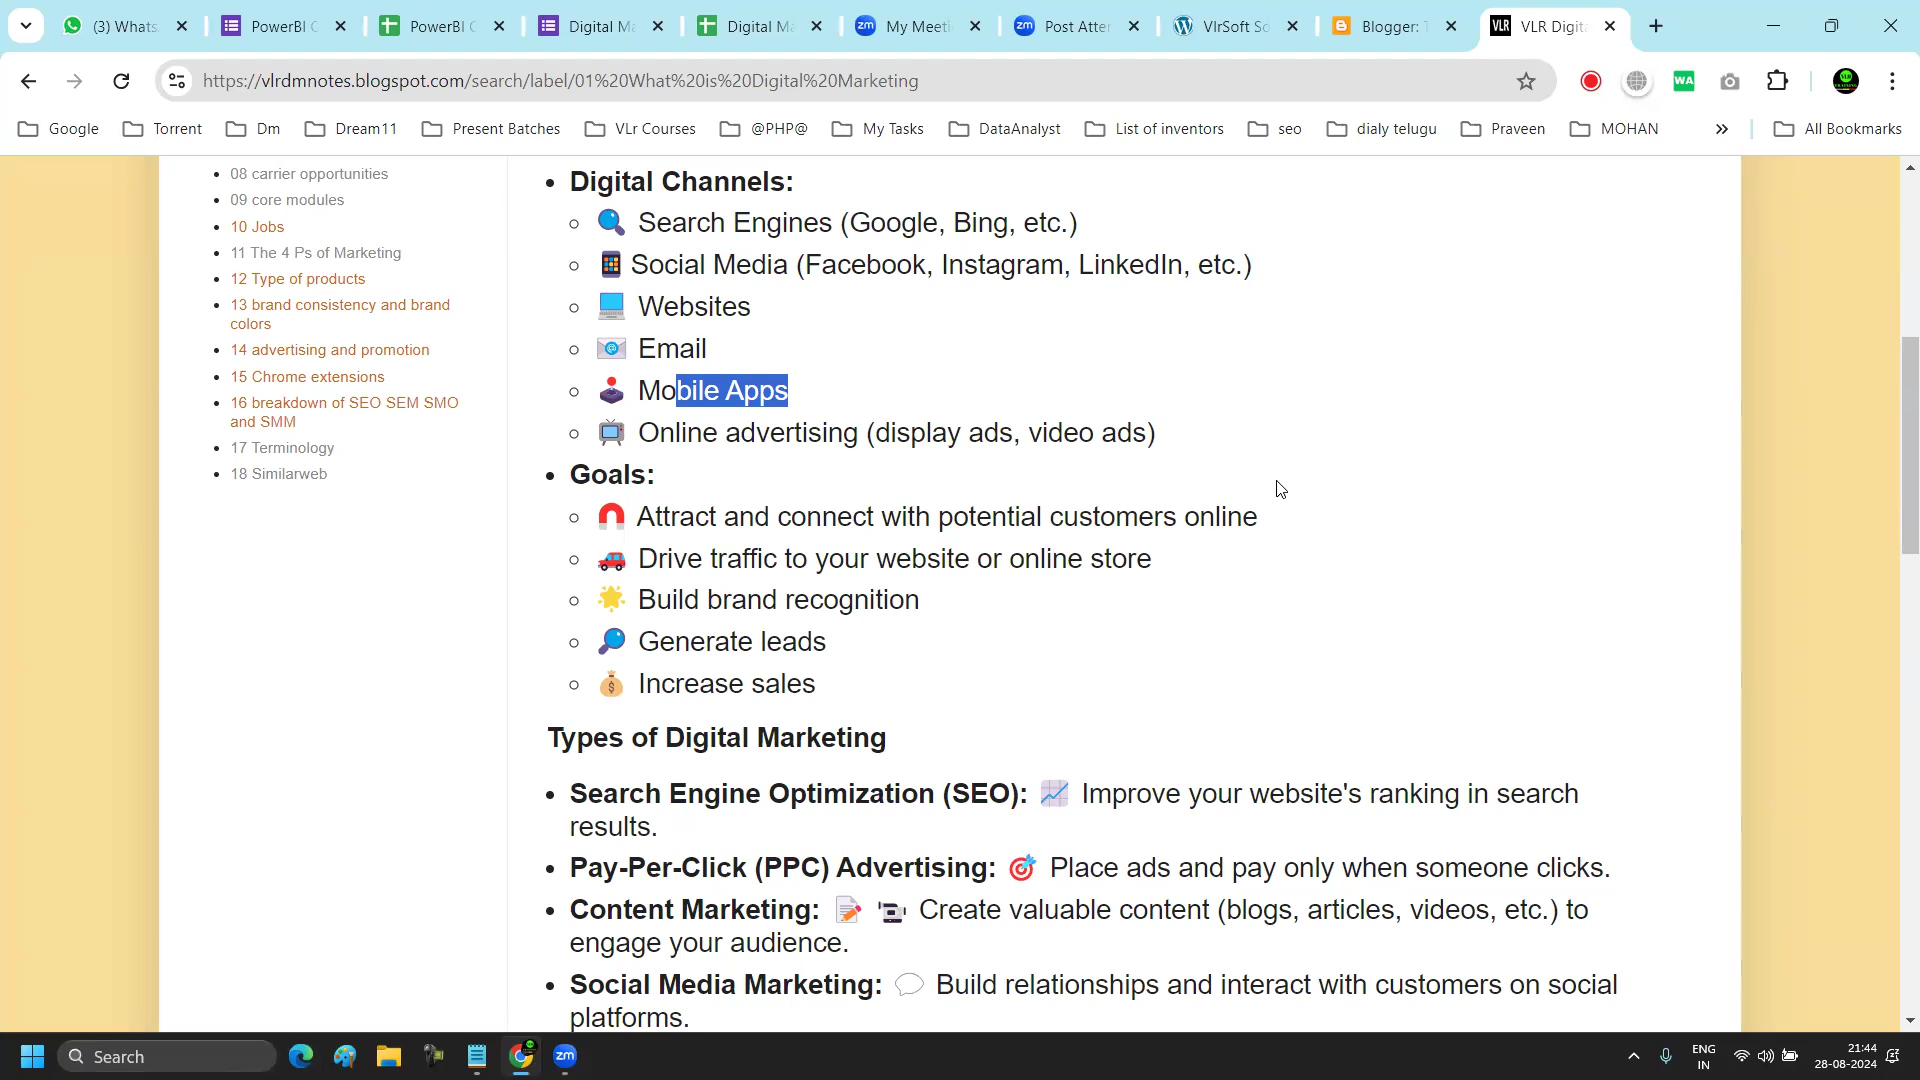 (3) Whats
PowerBI C
PowerBI C
Digital Ma
Digital Ma
My Meeti
Post Atter
VlrSoft So
Blogger: T
VLR Digit
https://vlrdmnotes.blogspot.com/search/label/01%20What%20is%20Digital%20Marketing
WA
Google
Torrent
Dm
Dream11
Present Batches
VLr Courses
@PHP@
My Tasks
DataAnalyst
List of inventors
seo
dialy telugu
Praveen
MOHAN
All Bookmarks
08 carrier opportunities
09 core modules
10 Jobs
11 The 4 Ps of Marketing
12 Type of products
13 brand consistency and brand
colors
14 advertising and promotion
15 Chrome extensions
16 breakdown of SEO SEM SMO
and SMM
17 Terminology
18 Similarweb
Digital Channels:
Search Engines (Google, Bing, etc.)
Social Media (Facebook, Instagram, LinkedIn, etc.)
Websites
Email
Mobile Apps
Online advertising (display ads, video ads)
Goals:
Attract and connect with potential customers online
Drive traffic to your website or online store
Build brand recognition
Generate leads
Increase sales
Types of Digital Marketing
Search Engine Optimization (SEO): Improve your website's ranking in search
results.
Pay-Per-Click (PPC) Advertising: Place ads and pay only when someone clicks.
Content Marketing: Create valuable content (blogs, articles, videos, etc.) to
engage your audience.
Social Media Marketing: Build relationships and interact with customers on social
platforms.
Search
zm
ENG
IN
21:44
28-08-2024